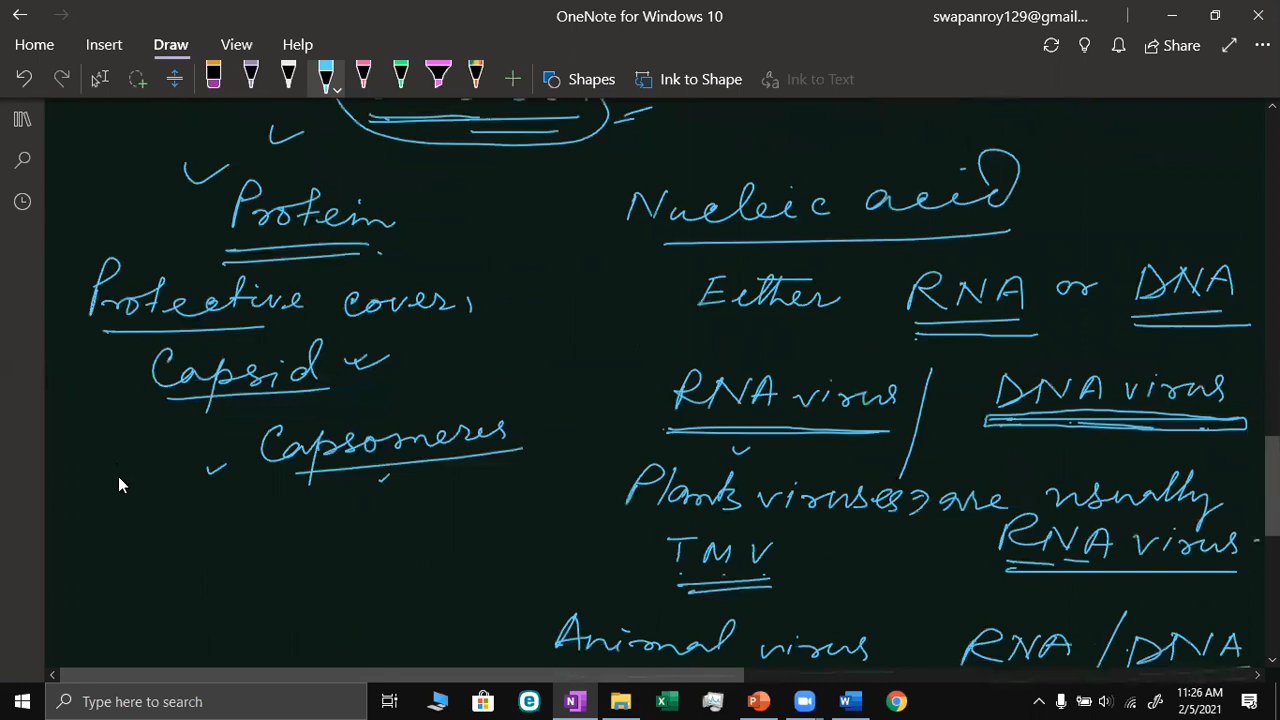 OneNote for Windows 10
swapanroy129@gmail...
Home Insert Draw View Help
Share
Shapes Ink to Shape Ink to Text
Protein
Protective cover,
Capsid
Capsomeres
Nucleic acid
Either RNA or DNA
RNA virus / DNA virus
Plants viruses are usually
RNA virus
TMV
Animal virus RNA / DNA
Type here to search
11:26 AM
2/5/2021